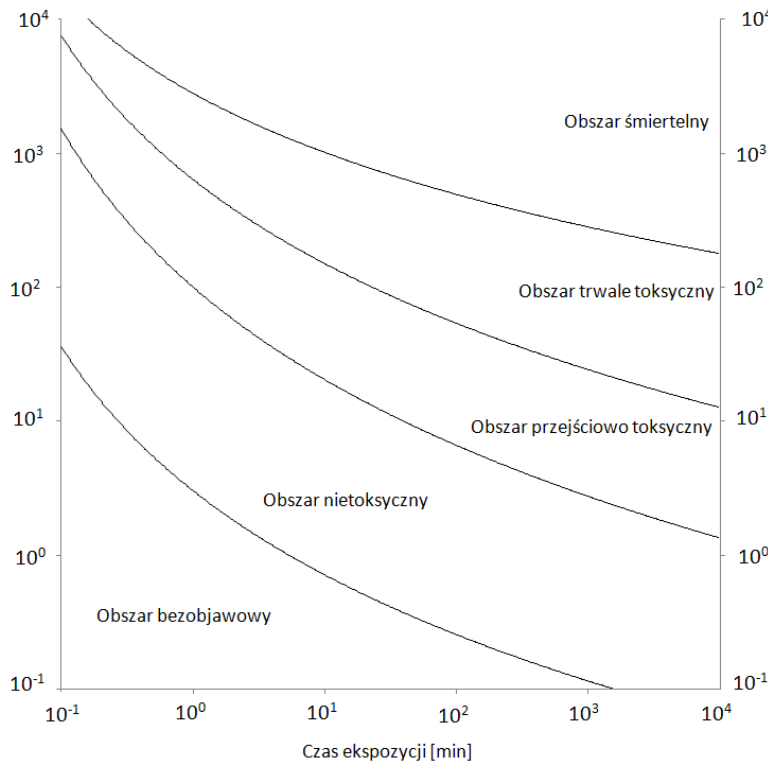 10⁴ 10⁴
Obszar śmiertelny
10³ 10³
10² Obszar trwale toksyczny 10²
10¹ Obszar przejściowo toksyczny 10¹
Obszar nietoksyczny
10⁰ 10⁰
Obszar bezobjawowy
10⁻¹ 10⁻¹
10⁻¹ 10⁰ 10¹ 10² 10³ 10⁴
Czas ekspozycji [min]